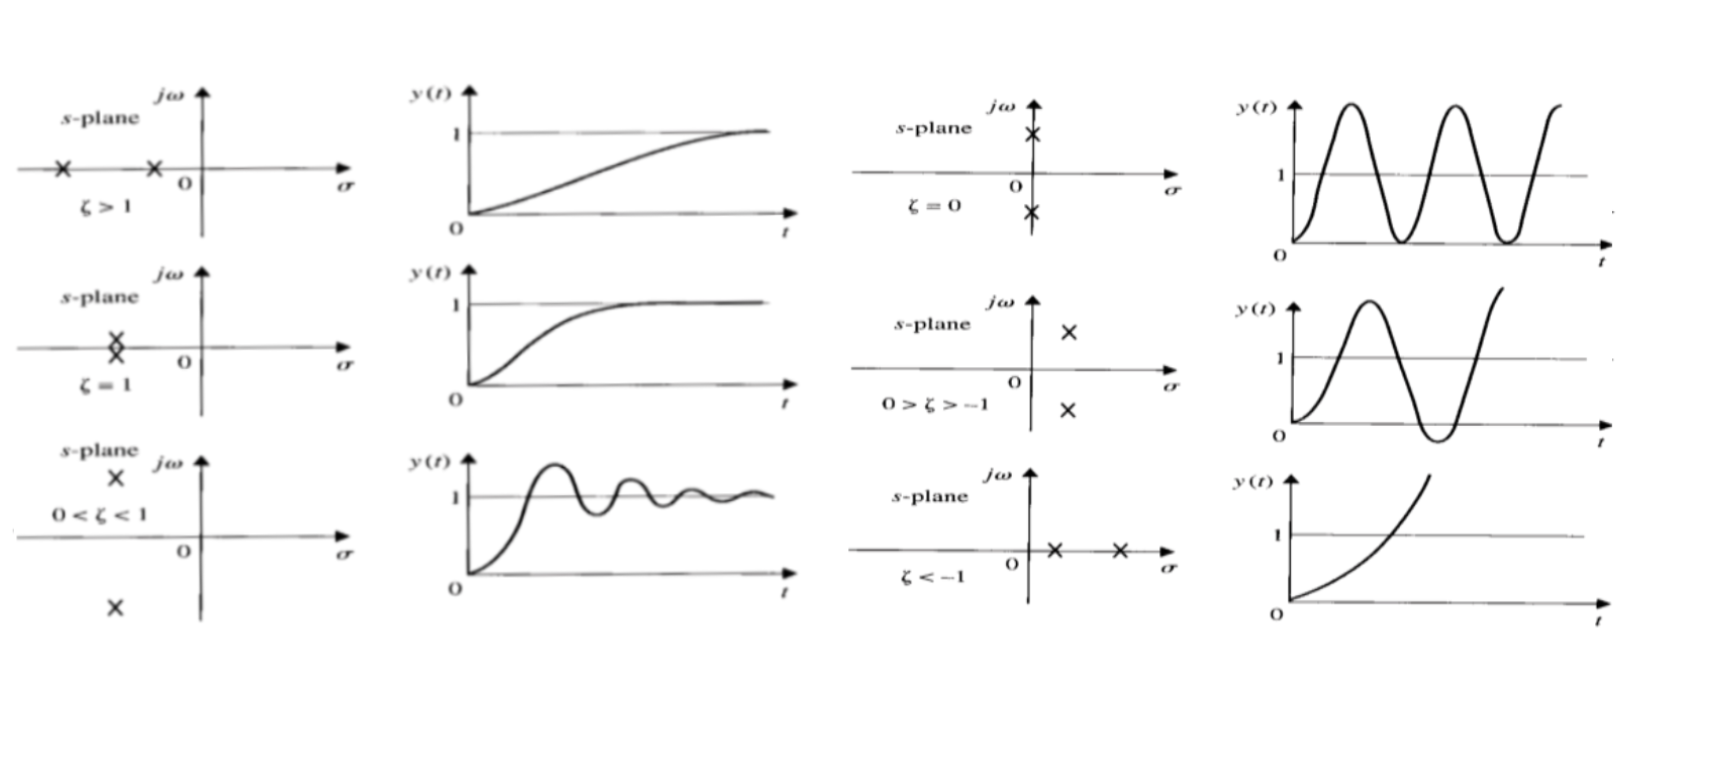 jω
s-plane
0
σ
ζ > 1
y(t)
1
0
t
jω
s-plane
0
σ
ζ = 1
y(t)
1
0
t
s-plane
jω
0 < ζ < 1
0
σ
y(t)
1
0
t
jω
s-plane
0
σ
ζ = 0
y(t)
1
0
t
jω
s-plane
0
σ
0 > ζ > -1
y(t)
1
0
t
jω
s-plane
0
σ
ζ < -1
y(t)
1
0
t